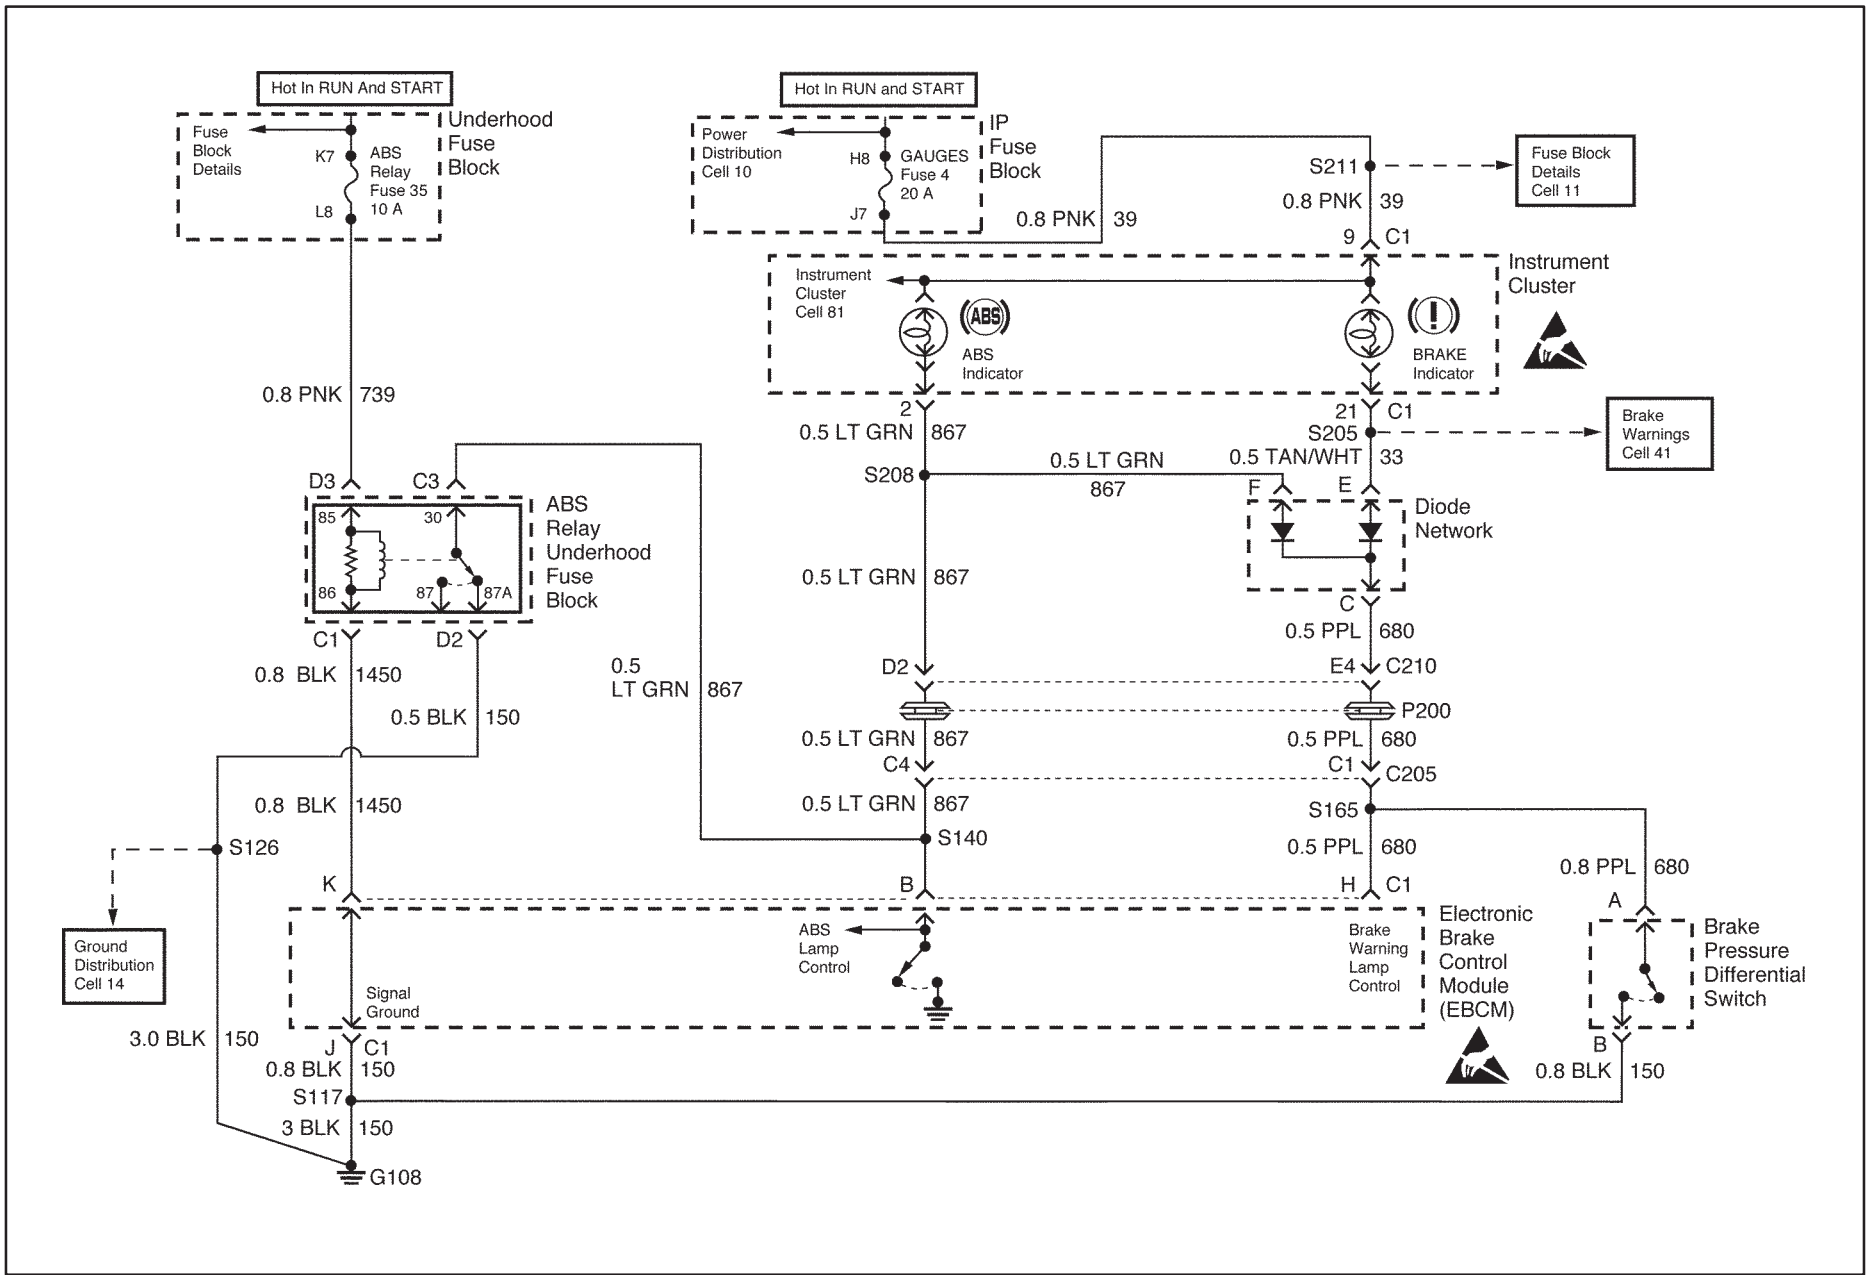 Hot In RUN And START
Hot In RUN and START
Fuse
Block
Details
K7
L8
ABS
Relay
Fuse 35
10 A
Underhood
Fuse
Block
Power
Distribution
Cell 10
H8
J7
GAUGES
Fuse 4
20 A
IP
Fuse
Block
0.8 PNK 39
S211
0.8 PNK 39
9 C1
Fuse Block
Details
Cell 11
Instrument
Cluster
Cell 81
ABS
ABS
Indicator
!
BRAKE
Indicator
Instrument
Cluster
0.8 PNK 739
2
0.5 LT GRN 867
S208
0.5 LT GRN
867
21 C1
S205
0.5 TAN/WHT 33
Brake
Warnings
Cell 41
F E
Diode
Network
D3 C3
85 30
86 87 87A
ABS
Relay
Underhood
Fuse
Block
C1 D2
0.8 BLK 1450
0.5 BLK 150
0.5
LT GRN 867
0.5 LT GRN 867
C
0.5 PPL 680
D2
E4 C210
P200
0.5 LT GRN 867
0.5 PPL 680
C4
C1 C205
0.8 BLK 1450
0.5 LT GRN 867
S165
S126
S140
0.5 PPL 680
0.8 PPL 680
K
B
H C1
A
Ground
Distribution
Cell 14
Signal
Ground
ABS
Lamp
Control
Brake
Warning
Lamp
Control
Electronic
Brake
Control
Module
(EBCM)
Brake
Pressure
Differential
Switch
3.0 BLK 150
J C1
0.8 BLK 150
B
0.8 BLK 150
S117
3 BLK 150
G108